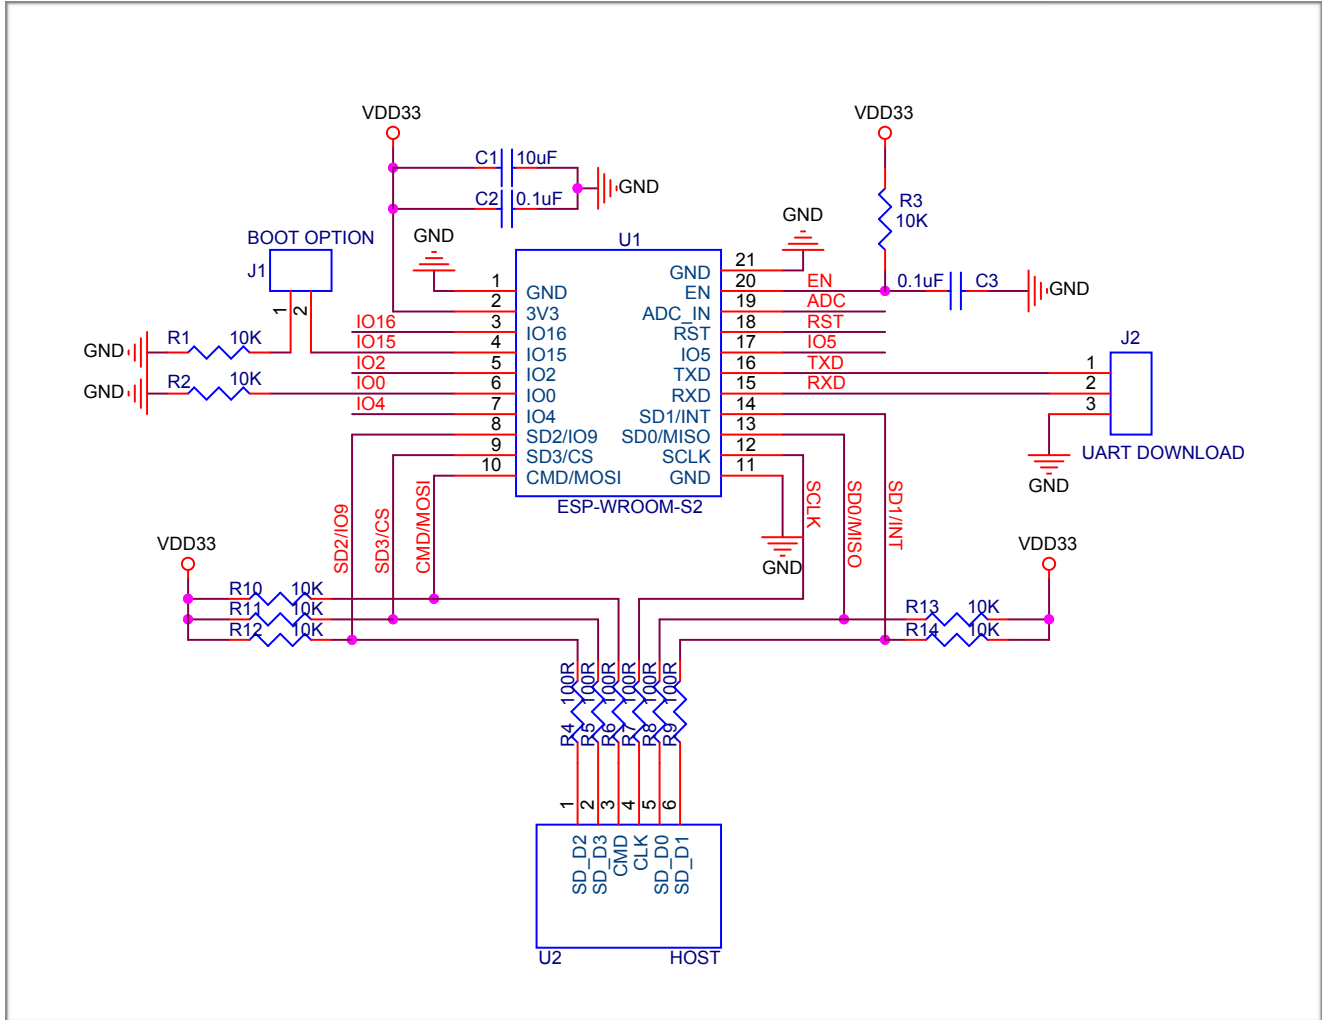 VDD33
VDD33
C1 10uF
C2 0.1uF
GND
R3
10K
GND
GND
BOOT OPTION
J1
1
2
U1
ESP-WROOM-S2
1 GND
2 3V3
3 IO16
4 IO15
5 IO2
6 IO0
7 IO4
8 SD2/IO9
9 SD3/CS
10 CMD/MOSI
21 GND
20 EN
19 ADC_IN
18 RST
17 IO5
16 TXD
15 RXD
14 SD1/INT
13 SD0/MISO
12 SCLK
11 GND
IO16
IO15
IO2
IO0
IO4
GND R1 10K
GND R2 10K
EN
ADC
RST
IO5
TXD
RXD
0.1uF C3 GND
J2
1
2
3
UART DOWNLOAD
GND
GND
SD2/IO9
SD3/CS
CMD/MOSI
SCLK
SD0/MISO
SD1/INT
VDD33
R10 10K
R11 10K
R12 10K
VDD33
R13 10K
R14 10K
R4 100R
R5 100R
R6 100R
R7 100R
R8 100R
R9 100R
1 SD_D2
2 SD_D3
3 CMD
4 CLK
5 SD_D0
6 SD_D1
U2 HOST